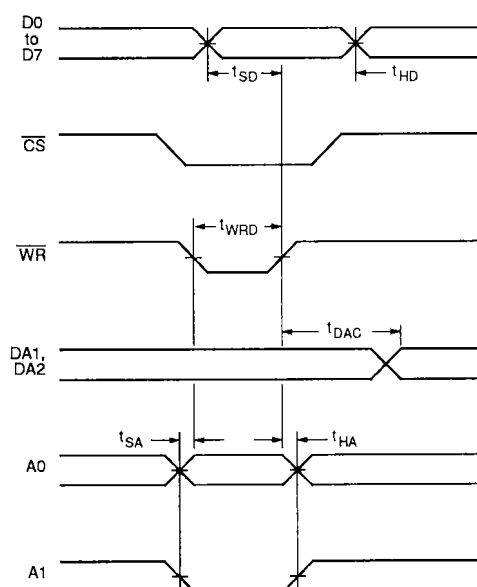 D0
to
D7
tSD
tHD
CS
tWRD
WR
tDAC
DA1,
DA2
tSA
tHA
A0
A1